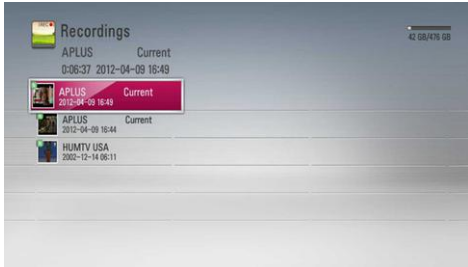 REC
Recordings
42 GB/476 GB
APLUS Current
0:06:37 2012-04-09 16:49
APLUS Current
2012-04-09 16:49
APLUS Current
2012-04-09 16:44
HUMTV USA
2002-12-14 06:11